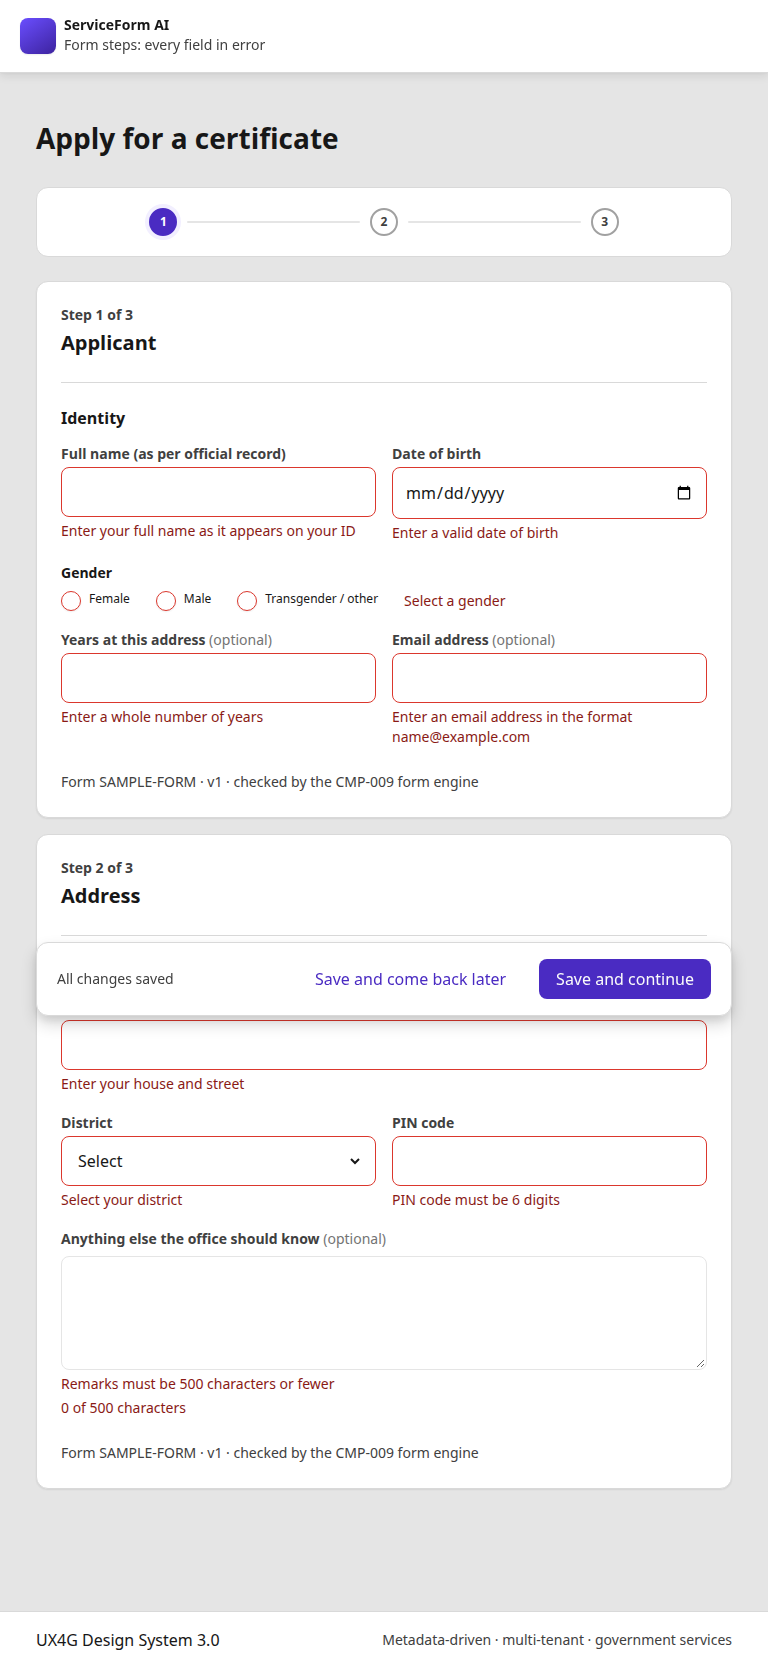 ServiceForm AI
Form steps: every field in error
Apply for a certificate
1 2 3
Step 1 of 3
Applicant
Identity
Full name (as per official record) Date of birth
mm/dd/yyyy
Enter your full name as it appears on your ID Enter a valid date of birth
Gender
Female Male Transgender / other Select a gender
Years at this address (optional) Email address (optional)
Enter a whole number of years Enter an email address in the format
name@example.com
Form SAMPLE-FORM · v1 · checked by the CMP-009 form engine
Step 2 of 3
Address
All changes saved Save and come back later Save and continue
Enter your house and street
District PIN code
Select
Select your district PIN code must be 6 digits
Anything else the office should know (optional)
Remarks must be 500 characters or fewer
0 of 500 characters
Form SAMPLE-FORM · v1 · checked by the CMP-009 form engine
UX4G Design System 3.0 Metadata-driven · multi-tenant · government services